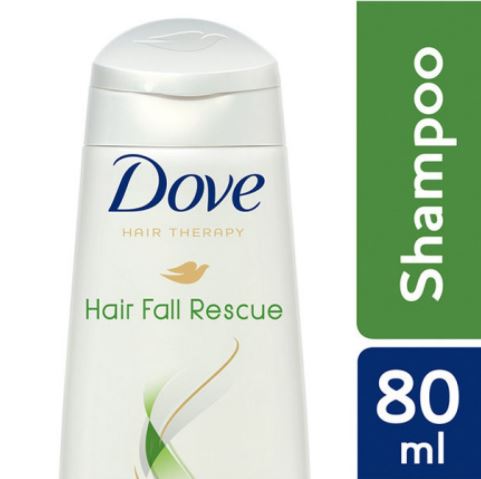 Dove
HAIR THERAPY
Hair Fall Rescue
Shampoo
80
ml